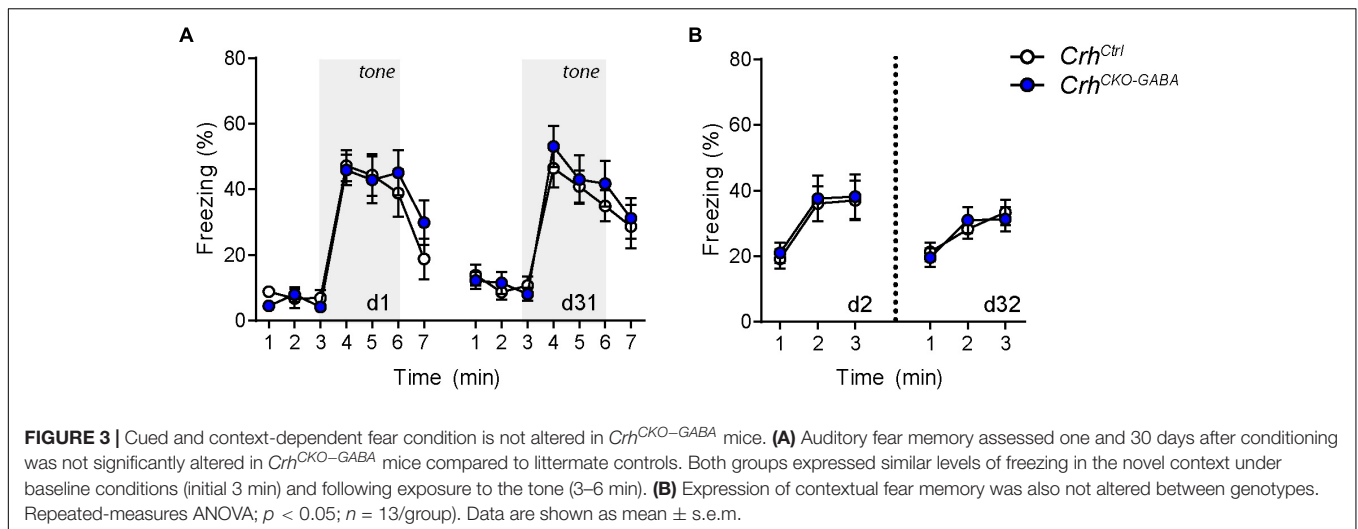 A
B
80
60
40
20
0
Freezing (%)
tone
tone
d1
d31
1 2 3 4 5 6 7
1 2 3 4 5 6 7
Time (min)
80
60
40
20
0
Freezing (%)
d2
d32
1 2 3
1 2 3
Time (min)
Crh^Ctrl
Crh^CKO-GABA
FIGURE 3 | Cued and context-dependent fear condition is not altered in Crh^CKO−GABA mice. (A) Auditory fear memory assessed one and 30 days after conditioning
was not significantly altered in Crh^CKO−GABA mice compared to littermate controls. Both groups expressed similar levels of freezing in the novel context under
baseline conditions (initial 3 min) and following exposure to the tone (3–6 min). (B) Expression of contextual fear memory was also not altered between genotypes.
Repeated-measures ANOVA; p < 0.05; n = 13/group). Data are shown as mean ± s.e.m.